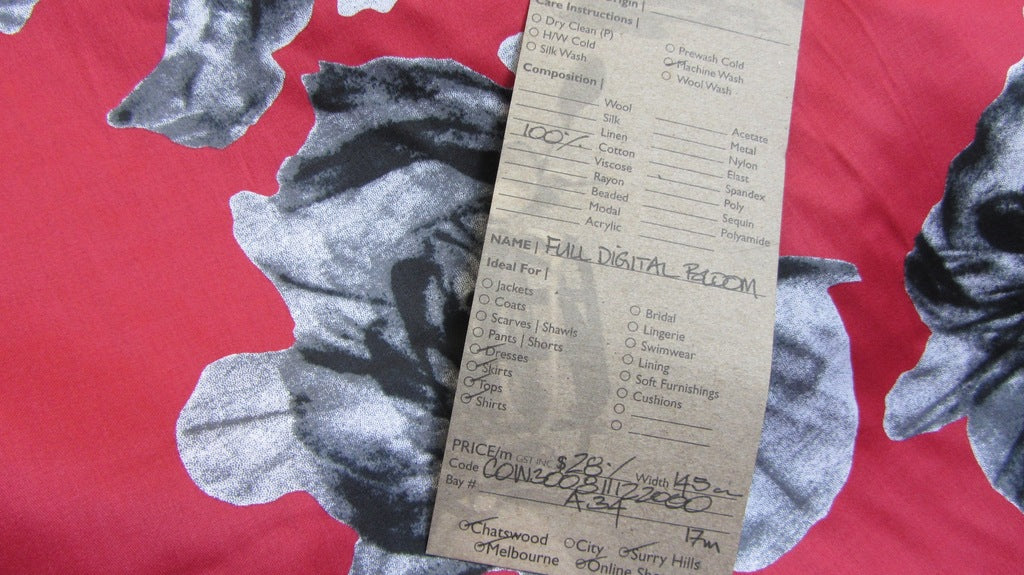 Origin |
Care Instructions |
Dry Clean (P)
H/W Cold
Silk Wash
Prewash Cold
Machine Wash
Wool Wash
Composition |
Wool
Silk
Linen
100% Cotton
Viscose
Rayon
Beaded
Modal
Acrylic
Acetate
Metal
Nylon
Elast
Spandex
Poly
Sequin
Polyamide
NAME | FULL DIGITAL BLOOM
Ideal For |
Jackets
Coats
Scarves | Shawls
Pants | Shorts
Dresses
Skirts
Tops
Shirts
Bridal
Lingerie
Swimwear
Lining
Soft Furnishings
Cushions
PRICE/m GST INC $28./ Width 145cm
Code
Bay # A34
17m
Chatswood City Surry Hills
Melbourne Online